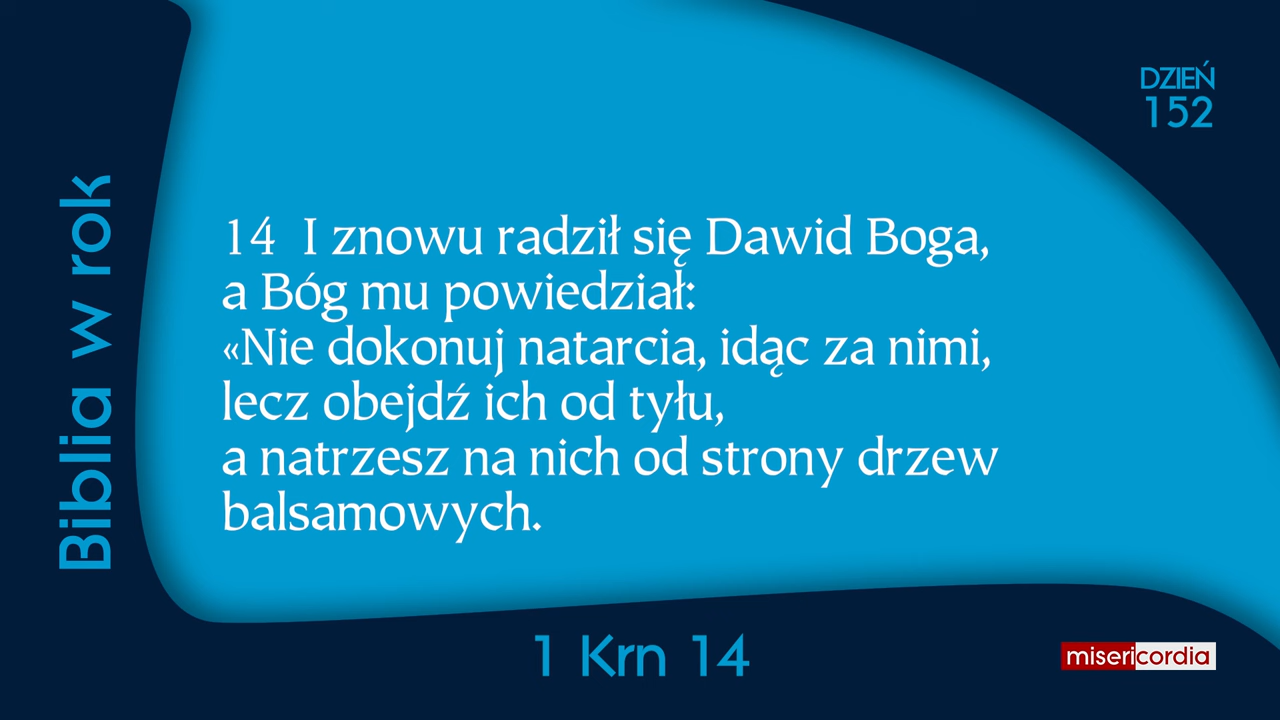 DZIEŃ
152
Biblia w rok
14 I znowu radził się Dawid Boga,
a Bóg mu powiedział:
«Nie dokonuj natarcia, idąc za nimi,
lecz obejdź ich od tyłu,
a natrzesz na nich od strony drzew
balsamowych.
1 Krn 14
misericordia